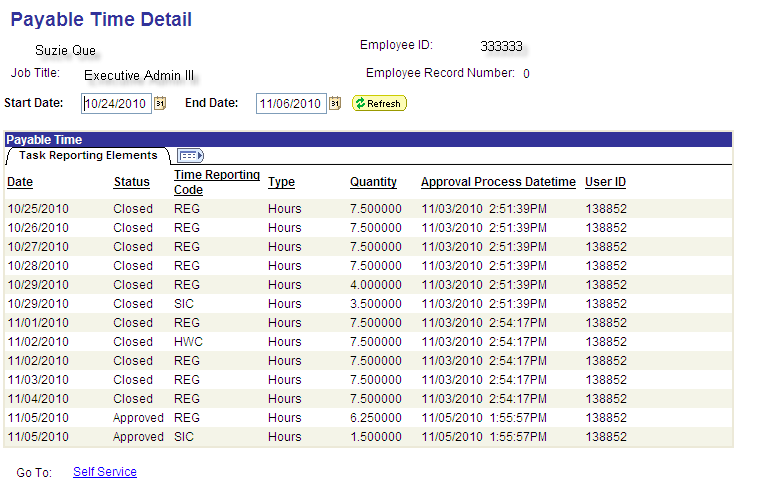 Payable Time Detail
Suzie Que Employee ID: 333333
Job Title: Executive Admin III Employee Record Number: 0
Start Date: 10/24/2010 31 End Date: 11/06/2010 31 Refresh
Payable Time
Task Reporting Elements
Date Status Time Reporting Code Type Quantity Approval Process Datetime User ID
10/25/2010 Closed REG Hours 7.500000 11/03/2010 2:51:39PM 138852
10/26/2010 Closed REG Hours 7.500000 11/03/2010 2:51:39PM 138852
10/27/2010 Closed REG Hours 7.500000 11/03/2010 2:51:39PM 138852
10/28/2010 Closed REG Hours 7.500000 11/03/2010 2:51:39PM 138852
10/29/2010 Closed REG Hours 4.000000 11/03/2010 2:51:39PM 138852
10/29/2010 Closed SIC Hours 3.500000 11/03/2010 2:51:39PM 138852
11/01/2010 Closed REG Hours 7.500000 11/03/2010 2:54:17PM 138852
11/02/2010 Closed HWC Hours 7.500000 11/03/2010 2:54:17PM 138852
11/02/2010 Closed REG Hours 7.500000 11/03/2010 2:54:17PM 138852
11/03/2010 Closed REG Hours 7.500000 11/03/2010 2:54:17PM 138852
11/04/2010 Closed REG Hours 7.500000 11/03/2010 2:54:17PM 138852
11/05/2010 Approved REG Hours 6.250000 11/05/2010 1:55:57PM 138852
11/05/2010 Approved SIC Hours 1.500000 11/05/2010 1:55:57PM 138852
Go To: Self Service